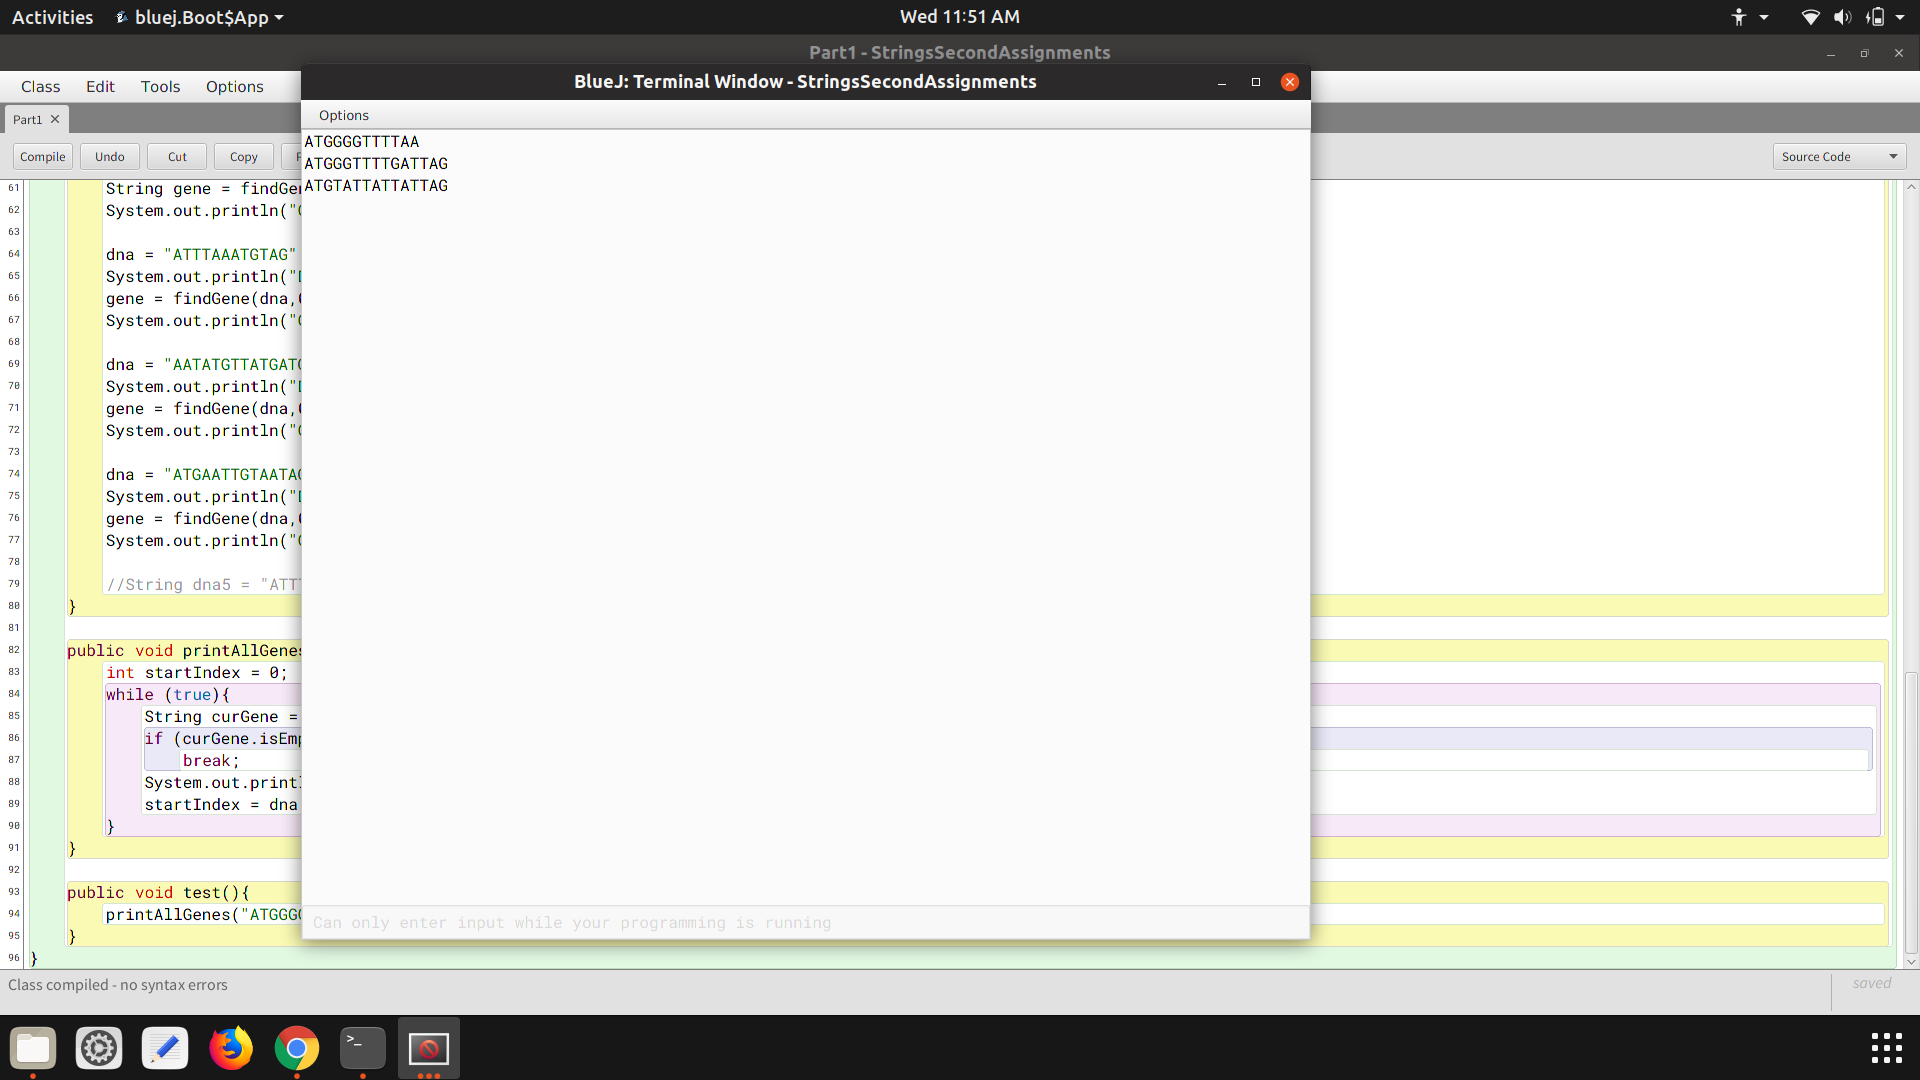 Activities
bluej.Boot$App
Wed 11:51 AM
Part1 - StringsSecondAssignments
Class Edit Tools Options
BlueJ: Terminal Window - StringsSecondAssignments
Options
Part1
Compile Undo Cut Copy
Source Code
ATGGGGTTTTAA
ATGGGTTTTGATTAG
ATGTATTATTATTAG
61 String gene = findGe
62 System.out.println("
63
64 dna = "ATTTAAATGTAG"
65 System.out.println("
66 gene = findGene(dna,
67 System.out.println("
68
69 dna = "AATATGTTATGAT
70 System.out.println("
71 gene = findGene(dna,
72 System.out.println("
73
74 dna = "ATGAATTGTAATA
75 System.out.println("
76 gene = findGene(dna,
77 System.out.println("
78
79 //String dna5 = "ATT
80 }
81
82 public void printAllGenes
83 int startIndex = 0;
84 while (true){
85 String curGene =
86 if (curGene.isEm
87 break;
88 System.out.print
89 startIndex = dna
90 }
91 }
92
93 public void test(){
94 printAllGenes("ATGGG
95 }
96 }
Can only enter input while your programming is running
Class compiled - no syntax errors
saved